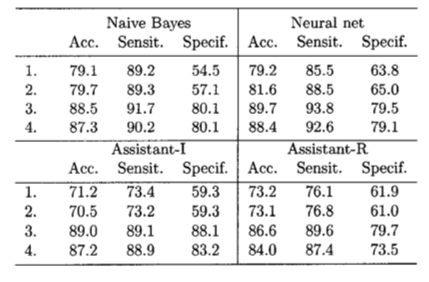 Naive Bayes Neural net
Acc. Sensit. Specif. Acc. Sensit. Specif.
1. 79.1 89.2 54.5 79.2 85.5 63.8
2. 79.7 89.3 57.1 81.6 88.5 65.0
3. 88.5 91.7 80.1 89.7 93.8 79.5
4. 87.3 90.2 80.1 88.4 92.6 79.1
Assistant-I Assistant-R
Acc. Sensit. Specif. Acc. Sensit. Specif.
1. 71.2 73.4 59.3 73.2 76.1 61.9
2. 70.5 73.2 59.3 73.1 76.8 61.0
3. 89.0 89.1 88.1 86.6 89.6 79.7
4. 87.2 88.9 83.2 84.0 87.4 73.5